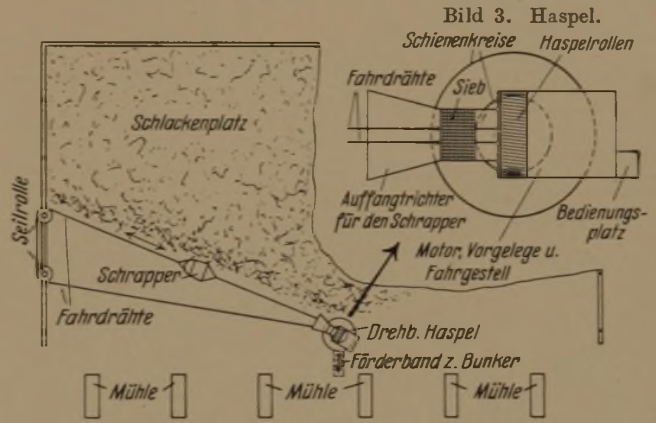 Bild 3. Haspel.
Schienenkreise
Haspelrollen
Fahrdrähte
Sieb
Schlackenplatz
Auffangtrichter
für den Schrapper
Bedienungs-
platz
Motor, Vorgelege u.
Fahrgestell
Seitrolle
Schrapper
Fahrdrähte
Drehb. Haspel
Förderband z. Bunker
Mühle
Mühle
Mühle